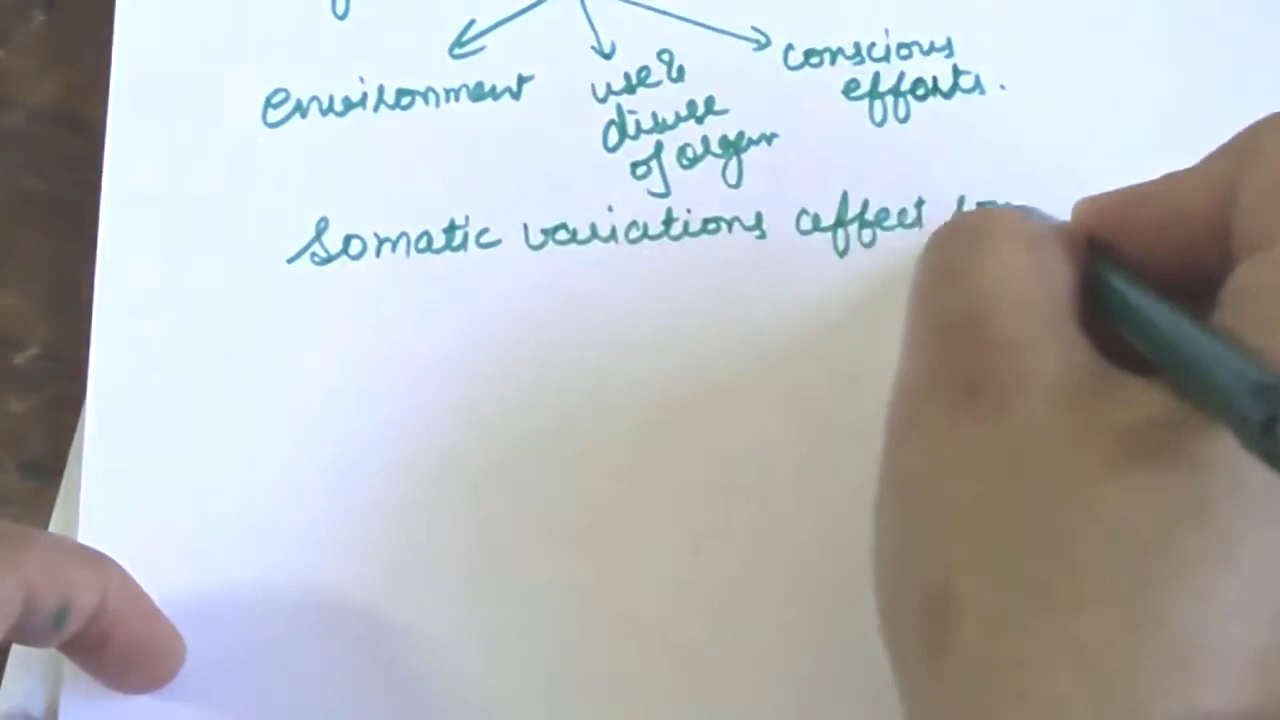 environment
use &
disuse
of organ
conscious
efforts.
Somatic variations affect